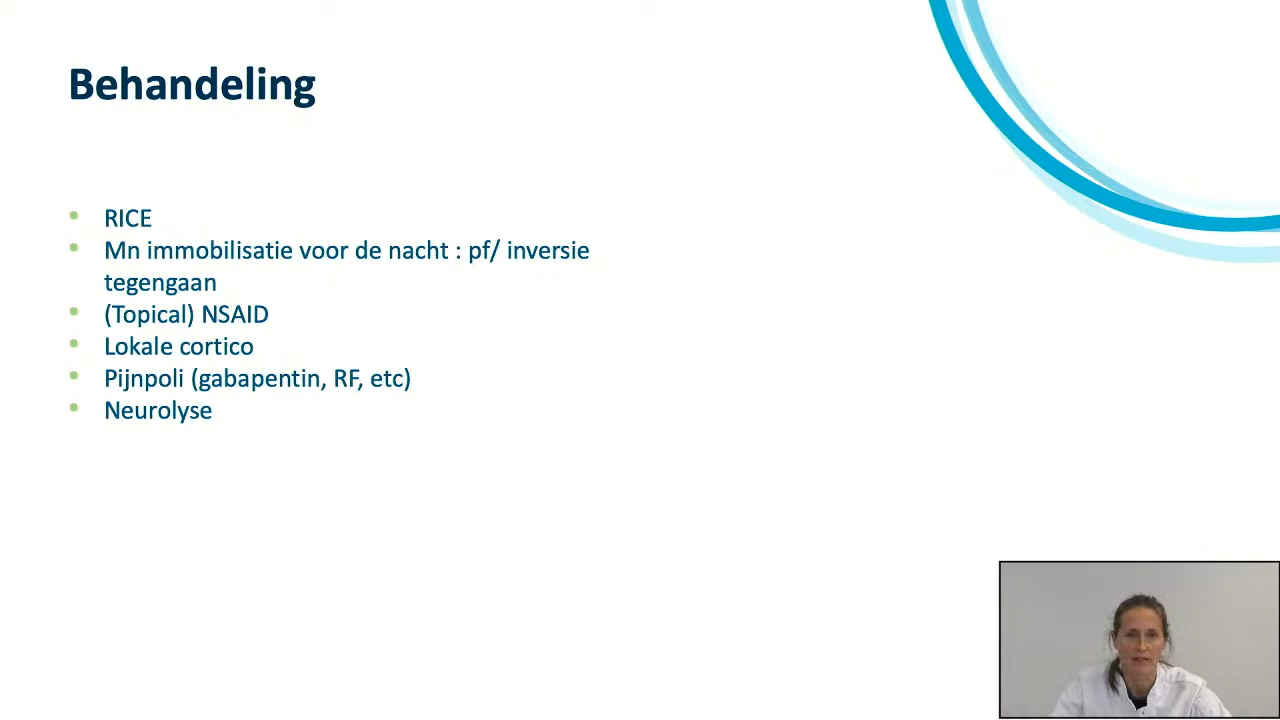 Behandeling
RICE
Mn immobilisatie voor de nacht : pf/ inversie
tegengaan
(Topical) NSAID
Lokale cortico
Pijnpoli (gabapentin, RF, etc)
Neurolyse